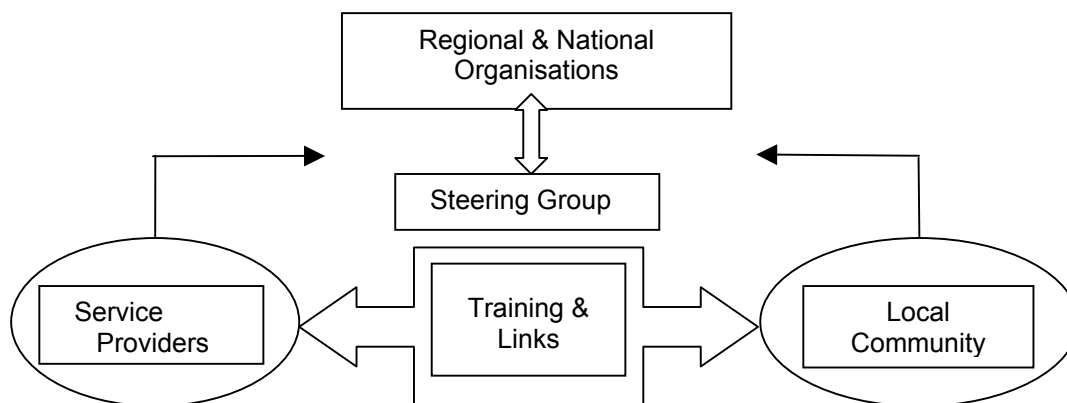 Regional & National
Organisations
Steering Group
Service
Providers
Training &
Links
Local
Community